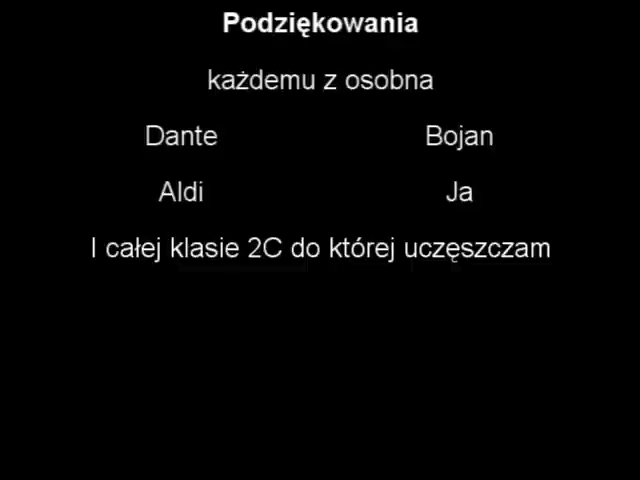 Podziękowania
każdemu z osobna
Dante Bojan
Aldi Ja
I całej klasie 2C do której uczęszczam